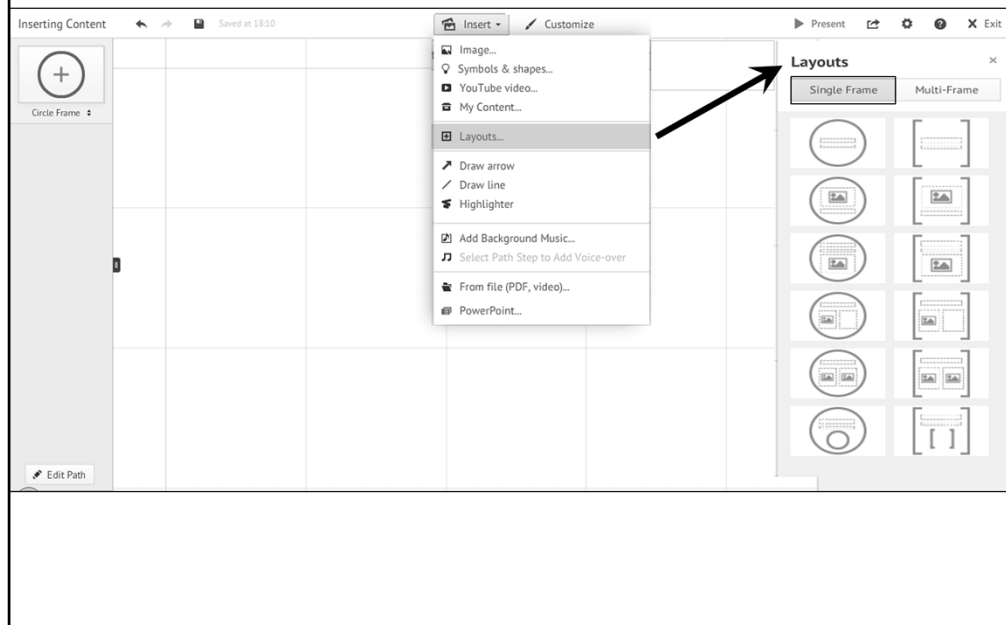 Inserting Content
Saved at 18:10
Insert
Customize
Present
Exit
Circle Frame
Edit Path
Image...
Symbols & shapes...
YouTube video...
My Content...
Layouts...
Draw arrow
Draw line
Highlighter
Add Background Music...
Select Path Step to Add Voice-over
From file (PDF, video)...
PowerPoint...
Layouts
Single Frame
Multi-Frame